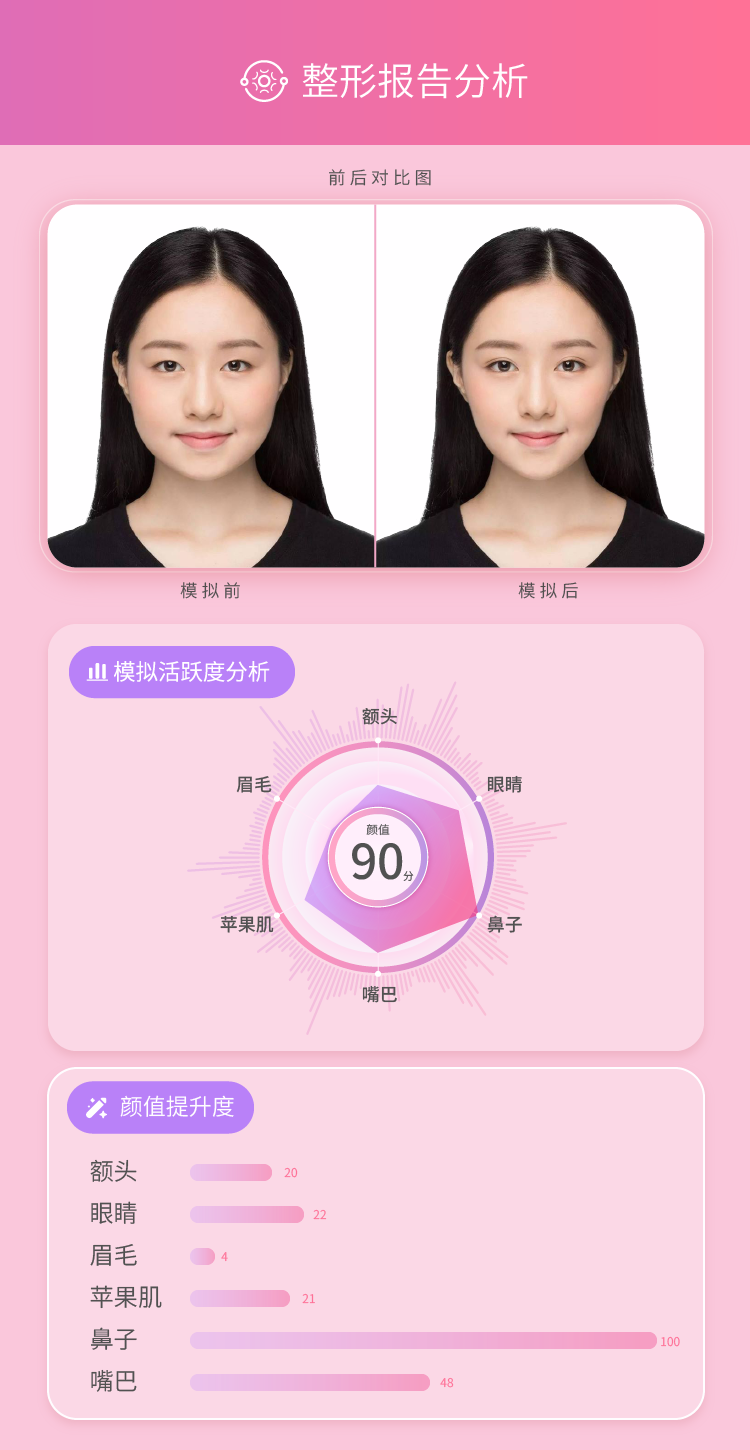 整形报告分析
前后对比图
模拟前
模拟后
模拟活跃度分析
额头
眉毛
眼睛
颜值
90分
苹果肌
鼻子
嘴巴
颜值提升度
额头 20
眼睛 22
眉毛 4
苹果肌 21
鼻子 100
嘴巴 48